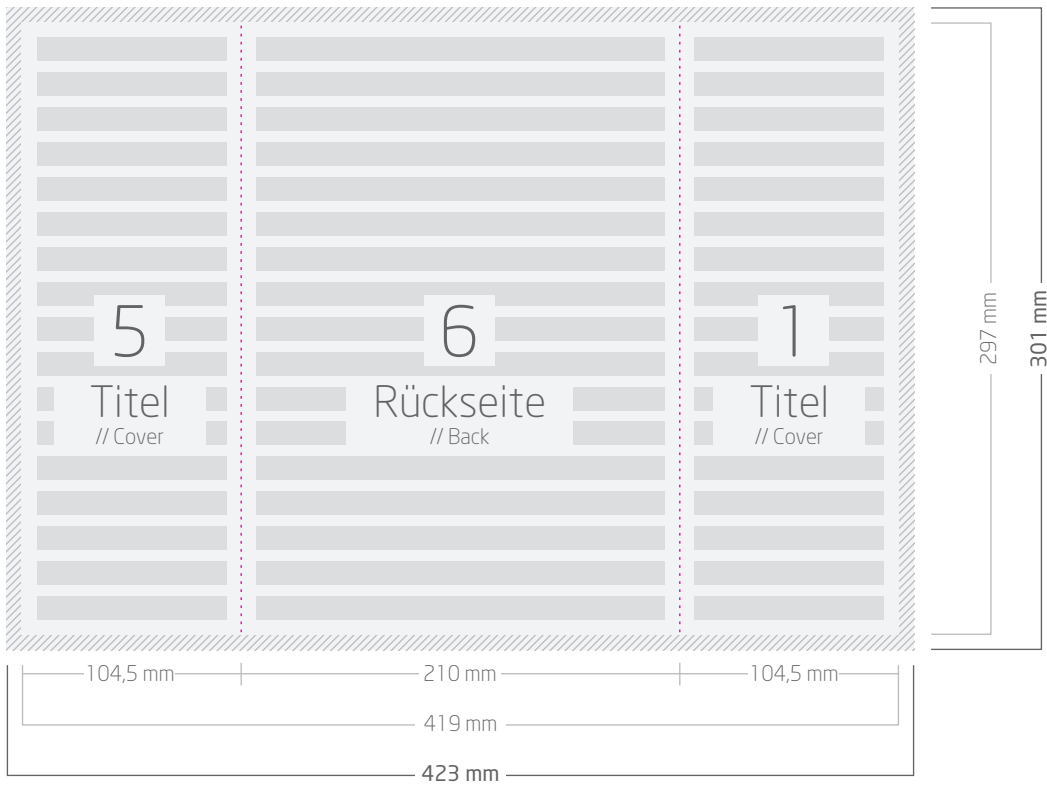 5
Titel
// Cover
6
Rückseite
// Back
1
Titel
// Cover
297 mm
301 mm
104,5 mm
210 mm
104,5 mm
419 mm
423 mm